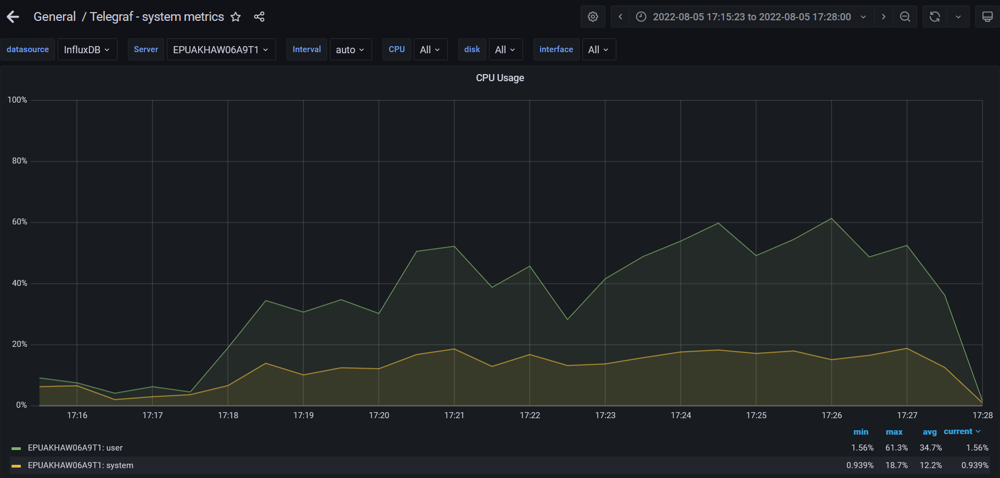 General / Telegraf - system metrics
2022-08-05 17:15:23 to 2022-08-05 17:28:00
datasource InfluxDB Server EPUAKHAW06A9T1 Interval auto CPU All disk All interface All
CPU Usage
100%
80%
60%
40%
20%
0%
17:16 17:17 17:18 17:19 17:20 17:21 17:22 17:23 17:24 17:25 17:26 17:27 17:28
min max avg current
EPUAKHAW06A9T1: user 1.56% 61.3% 34.7% 1.56%
EPUAKHAW06A9T1: system 0.939% 18.7% 12.2% 0.939%